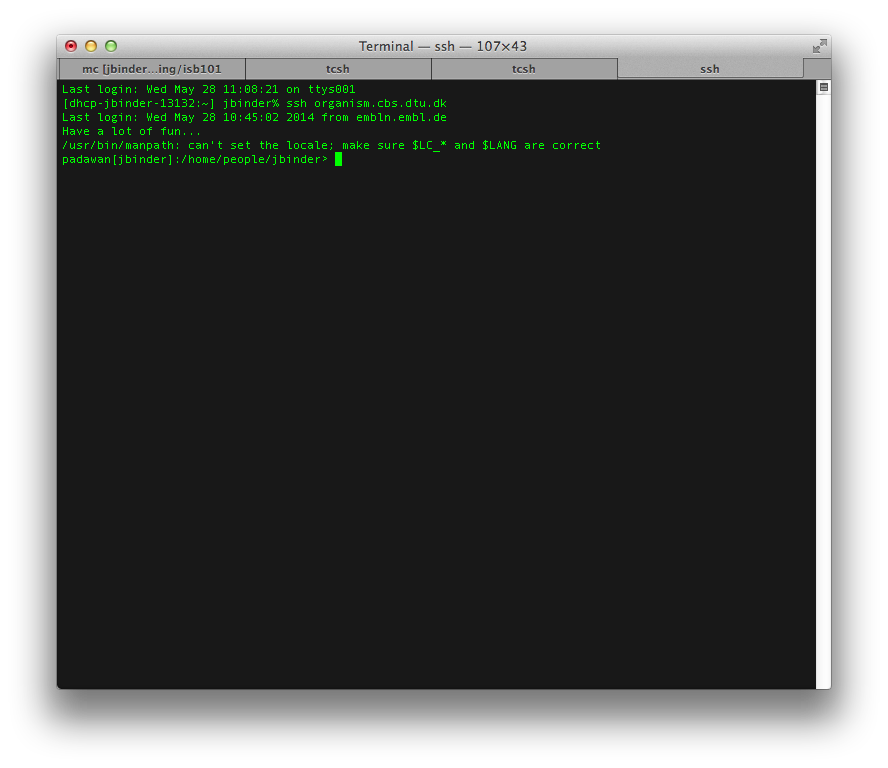 Terminal — ssh — 107×43
mc [jbinder...ing/isb101
tcsh
tcsh
ssh
Last login: Wed May 28 11:08:21 on ttys001
[dhcp-jbinder-13132:~] jbinder% ssh organism.cbs.dtu.dk
Last login: Wed May 28 10:45:02 2014 from embln.embl.de
Have a lot of fun...
/usr/bin/manpath: can't set the locale; make sure $LC_* and $LANG are correct
padawan[jbinder]:/home/people/jbinder>